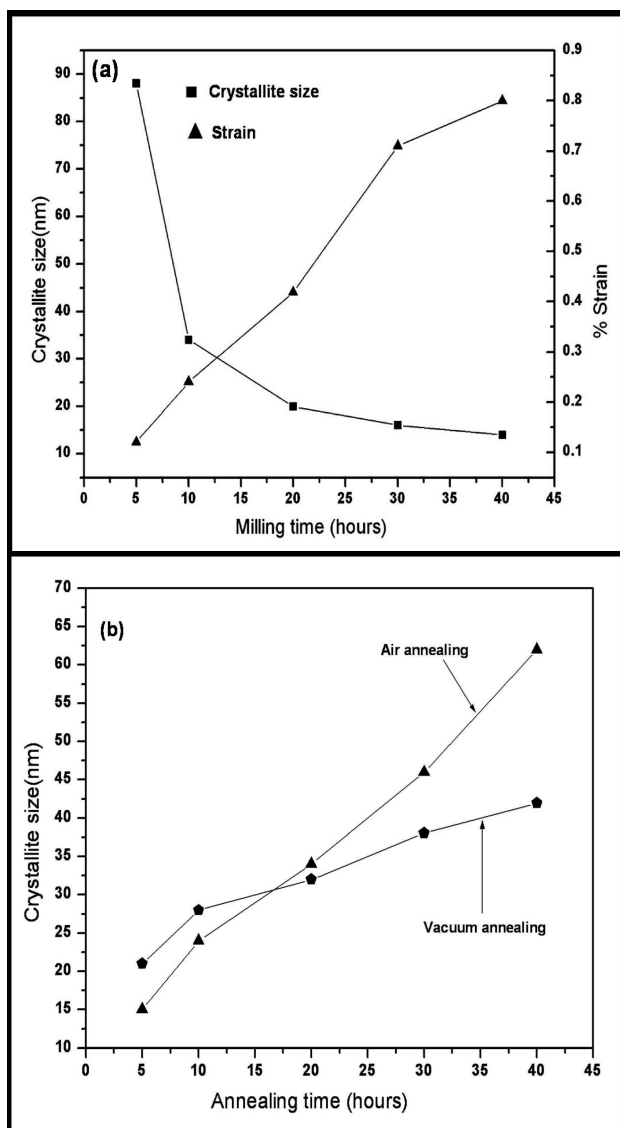 (a)
Crystallite size
Strain
Crystallite size(nm)
90
80
70
60
50
40
30
20
10
% Strain
0.9
0.8
0.7
0.6
0.5
0.4
0.3
0.2
0.1
0 5 10 15 20 25 30 35 40 45
Milling time (hours)
(b)
Air annealing
Vacuum annealing
Crystallite size(nm)
70
65
60
55
50
45
40
35
30
25
20
15
10
0 5 10 15 20 25 30 35 40 45
Annealing time (hours)